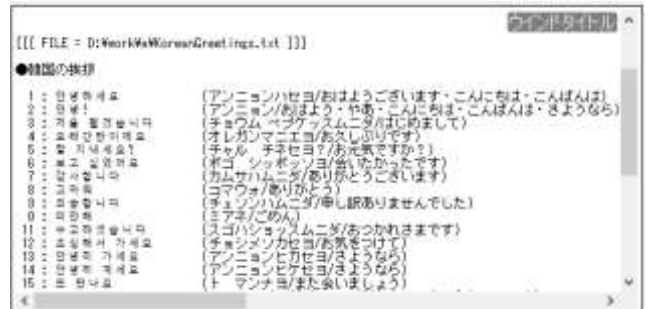 ウインドタイトル
[[[ FILE = D:¥work¥a¥KoreanGreetings.txt ]]]
●韓国の挨拶
1 : 안녕하세요 (アンニョンハセヨ/おはようございます・こんにちは・こんばんは)
2 : 안녕! (アンニョン/おはよう・やあ・こんにちは・こんばんは・さようなら)
3 : 처음 뵙겠습니다 (チョウム ペプケッスムニダ/はじめまして)
4 : 오래간만이에요 (オレガンマニエヨ/お久しぶりです)
5 : 잘 지내세요? (チャル チネセヨ?/お元気ですか?)
6 : 보고 싶었어요 (ポゴ シッポッソヨ/会いたかったです)
7 : 감사합니다 (カムサハムニダ/ありがとうございます)
8 : 고마워 (コマウォ/ありがとう)
9 : 죄송합니다 (チェソンハムニダ/申し訳ありませんでした)
0 : 미안해 (ミアネ/ごめん)
11 : 수고하셨습니다 (スゴハショッスムニダ/おつかれさまです)
12 : 조심해서 가세요 (チョシメソカセヨ/お気をつけて)
13 : 안녕히 가세요 (アンニョンヒカセヨ/さようなら)
14 : 안녕히 계세요 (アンニョンヒケセヨ/さようなら)
15 : 또 만나요 (ト マンナヨ/また会いましょう)